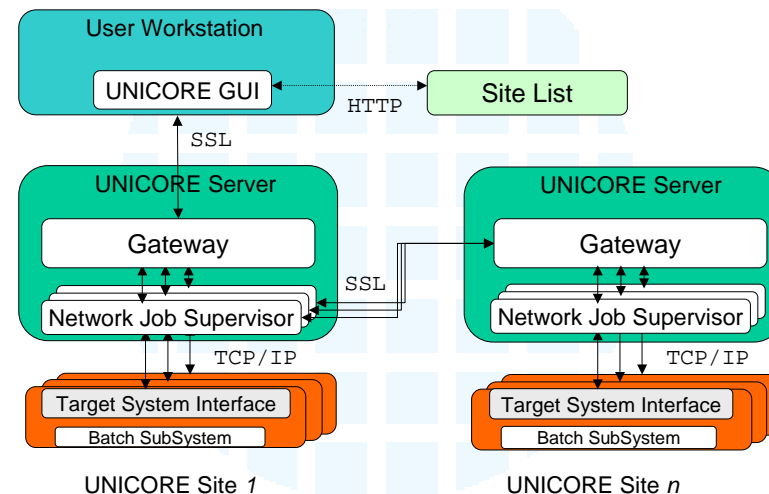 User Workstation
UNICORE GUI
HTTP
Site List
SSL
UNICORE Server
Gateway
Network Job Supervisor
TCP/IP
Target System Interface
Batch SubSystem
UNICORE Site 1
SSL
UNICORE Server
Gateway
Network Job Supervisor
TCP/IP
Target System Interface
Batch SubSystem
UNICORE Site n